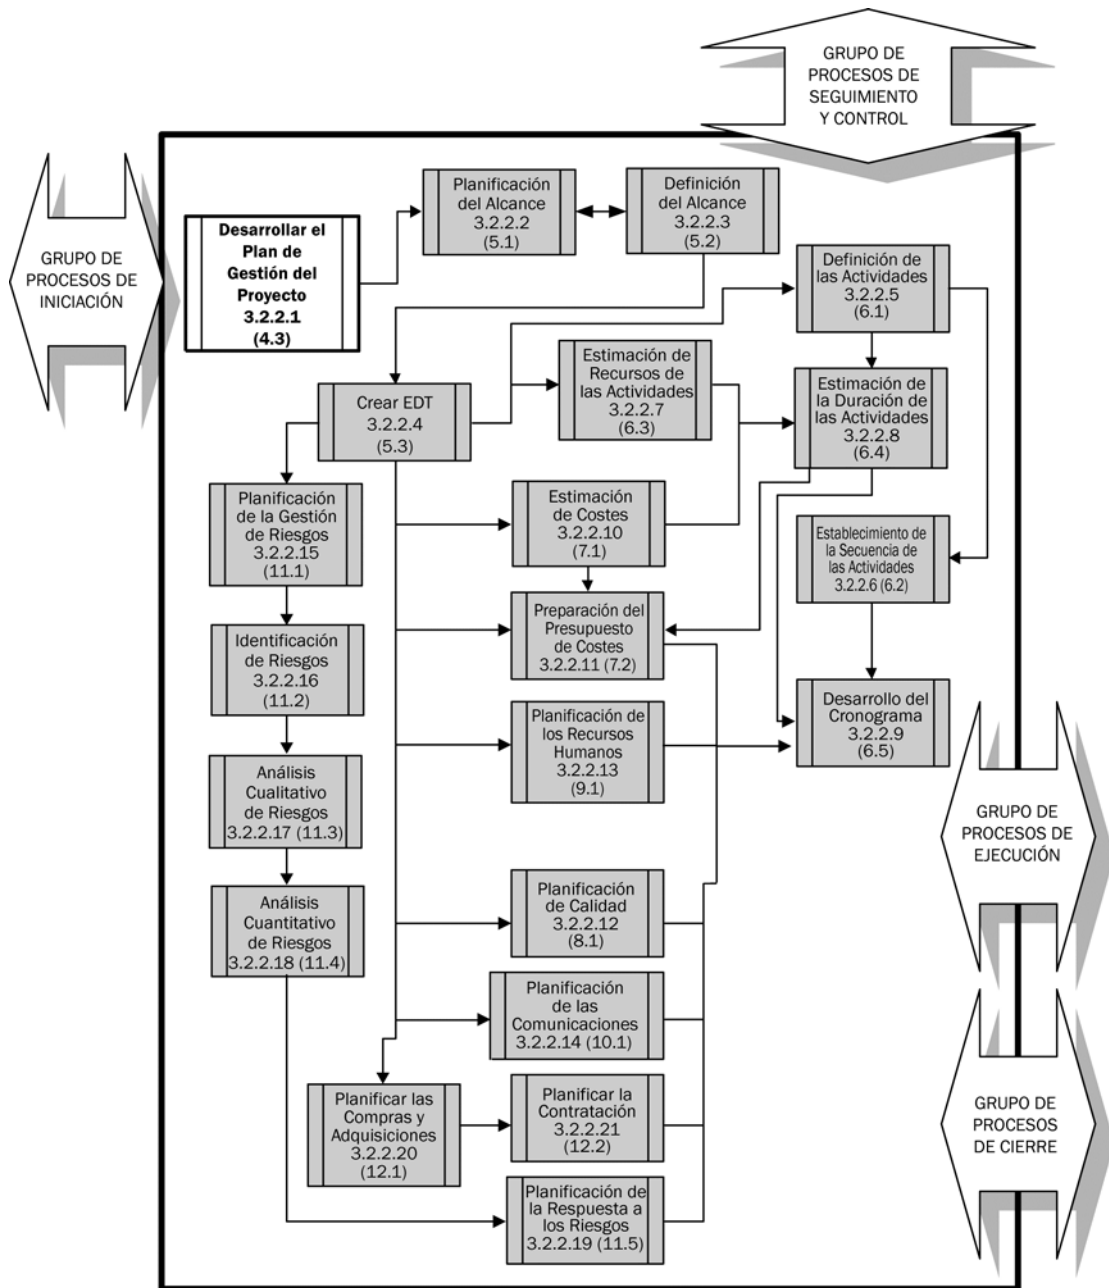 GRUPO DE
PROCESOS DE
SEGUIMIENTO
Y CONTROL
GRUPO DE
PROCESOS DE
INICIACIÓN
Desarrollar el
Plan de
Gestión del
Proyecto
3.2.2.1
(4.3)
Planificación
del Alcance
3.2.2.2
(5.1)
Definición
del Alcance
3.2.2.3
(5.2)
Definición de
las Actividades
3.2.2.5
(6.1)
Estimación de
Recursos de
las Actividades
3.2.2.7
(6.3)
Estimación de
la Duración de
las Actividades
3.2.2.8
(6.4)
Crear EDT
3.2.2.4
(5.3)
Planificación
de la Gestión
de Riesgos
3.2.2.15
(11.1)
Estimación
de Costes
3.2.2.10
(7.1)
Establecimiento de
la Secuencia de
las Actividades
3.2.2.6 (6.2)
Preparación del
Presupuesto
de Costes
3.2.2.11 (7.2)
Identificación
de Riesgos
3.2.2.16
(11.2)
Planificación de
los Recursos
Humanos
3.2.2.13
(9.1)
Desarrollo del
Cronograma
3.2.2.9
(6.5)
Análisis
Cualitativo
de Riesgos
3.2.2.17 (11.3)
GRUPO DE
PROCESOS DE
EJECUCIÓN
Análisis
Cuantitativo
de Riesgos
3.2.2.18 (11.4)
Planificación
de Calidad
3.2.2.12
(8.1)
Planificación
de las
Comunicaciones
3.2.2.14 (10.1)
Planificar las
Compras y
Adquisiciones
3.2.2.20
(12.1)
Planificar la
Contratación
3.2.2.21
(12.2)
GRUPO DE
PROCESOS
DE CIERRE
Planificación de
la Respuesta a
los Riesgos
3.2.2.19 (11.5)